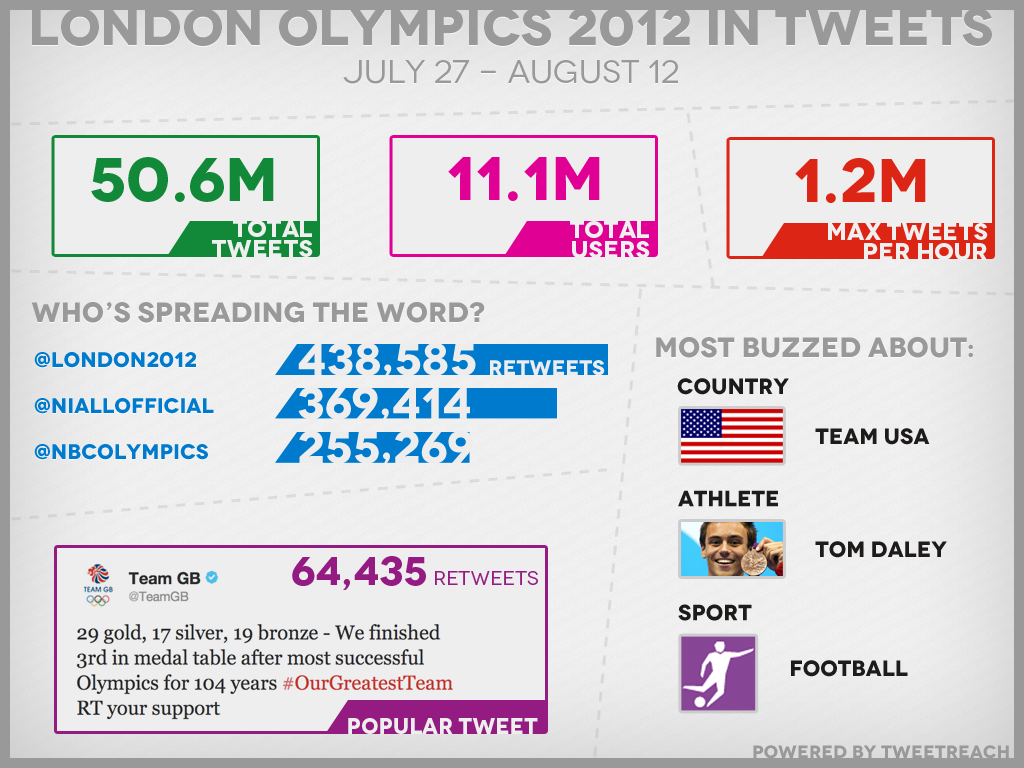 LONDON OLYMPICS 2012 IN TWEETS
JULY 27 – AUGUST 12
50.6M
TOTAL
TWEETS
11.1M
TOTAL
USERS
1.2M
MAX TWEETS
PER HOUR
WHO'S SPREADING THE WORD?
@LONDON2012
438,585 RETWEETS
@NIALLOFFICIAL
369,414
@NBCOLYMPICS
255,269
MOST BUZZED ABOUT:
COUNTRY
TEAM USA
ATHLETE
TOM DALEY
SPORT
FOOTBALL
TEAM GB
Team GB
@TeamGB
64,435 RETWEETS
29 gold, 17 silver, 19 bronze - We finished
3rd in medal table after most successful
Olympics for 104 years #OurGreatestTeam
RT your support
POPULAR TWEET
POWERED BY TWEETREACH